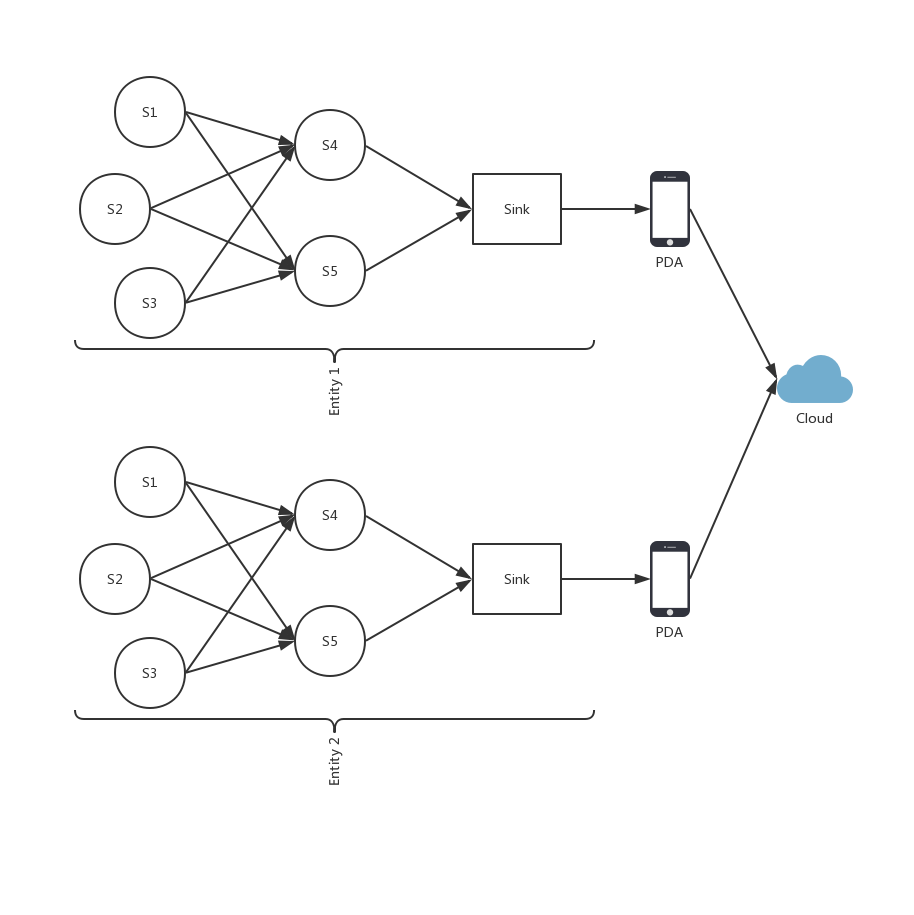 S1
S4
S2
Sink
S5
PDA
S3
Entity 1
Cloud
S1
S4
S2
Sink
S5
PDA
S3
Entity 2